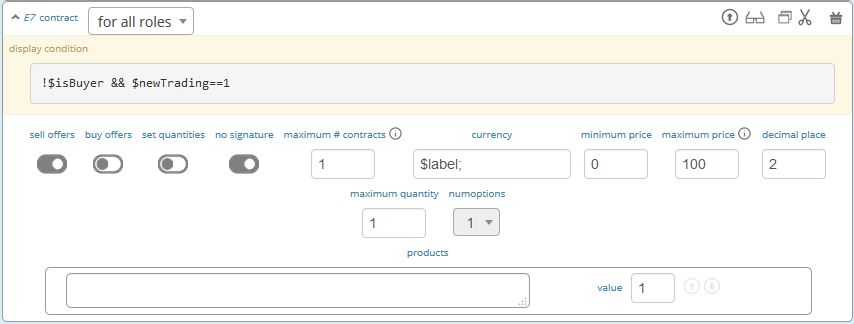 E7 contract for all roles
display condition
!$isBuyer && $newTrading==1
sell offers buy offers set quantities no signature maximum # contracts currency minimum price maximum price decimal place
1 $label; 0 100 2
maximum quantity numoptions
1 1
products
value 1